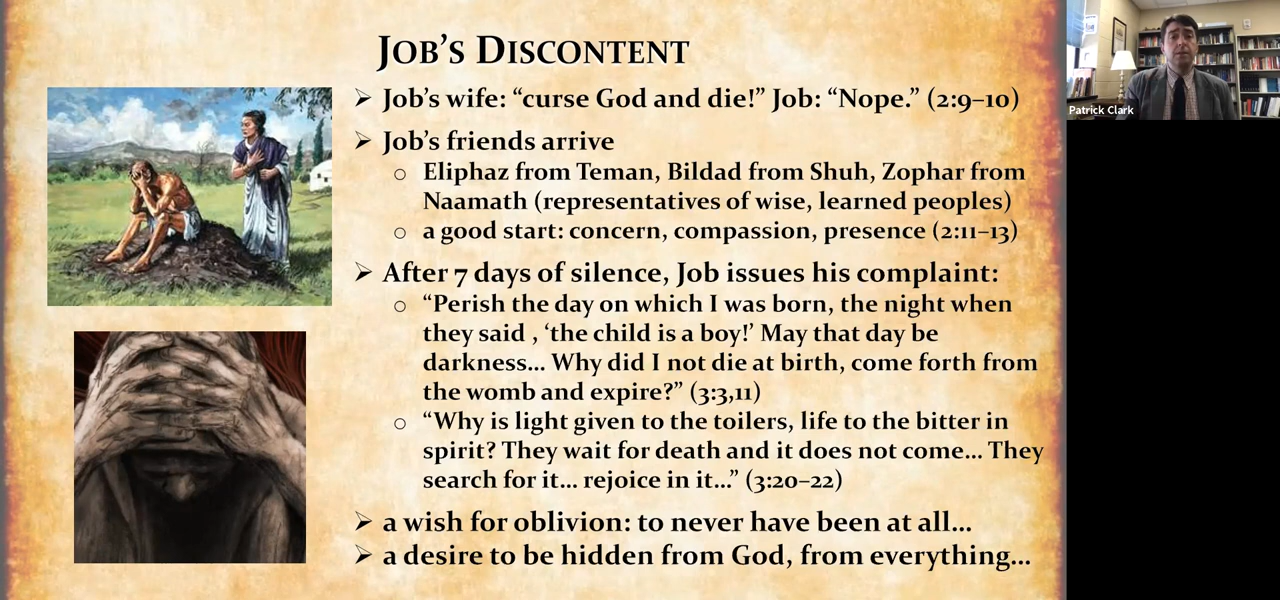 JOB'S DISCONTENT
➢ Job's wife: “curse God and die!” Job: “Nope.” (2:9–10)
➢ Job's friends arrive
o Eliphaz from Teman, Bildad from Shuh, Zophar from
Naamath (representatives of wise, learned peoples)
o a good start: concern, compassion, presence (2:11–13)
➢ After 7 days of silence, Job issues his complaint:
o “Perish the day on which I was born, the night when
they said , ‘the child is a boy!’ May that day be
darkness... Why did I not die at birth, come forth from
the womb and expire?” (3:3,11)
o “Why is light given to the toilers, life to the bitter in
spirit? They wait for death and it does not come... They
search for it... rejoice in it...” (3:20–22)
➢ a wish for oblivion: to never have been at all...
➢ a desire to be hidden from God, from everything...
Patrick Clark